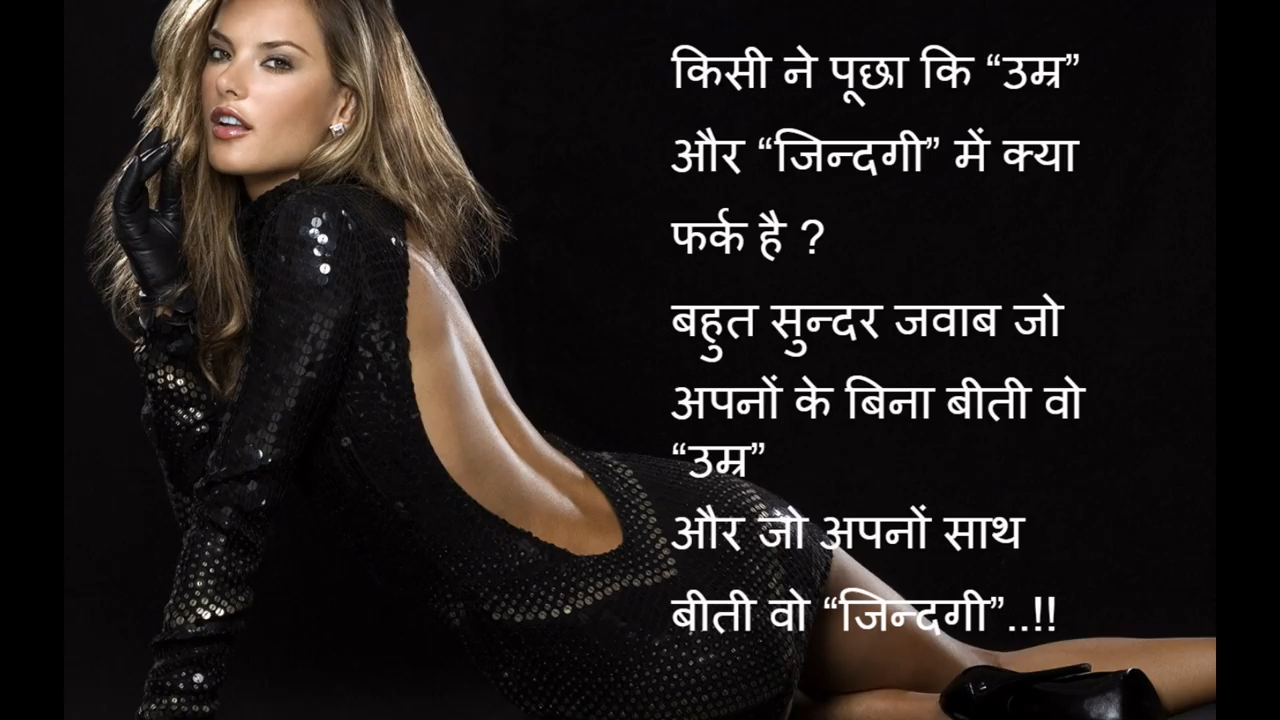 किसी ने पूछा कि “उम्र”
और “जिन्दगी” में क्या
फर्क है ?
बहुत सुन्दर जवाब जो
अपनों के बिना बीती वो
“उम्र”
और जो अपनों साथ
बीती वो “जिन्दगी”..!!